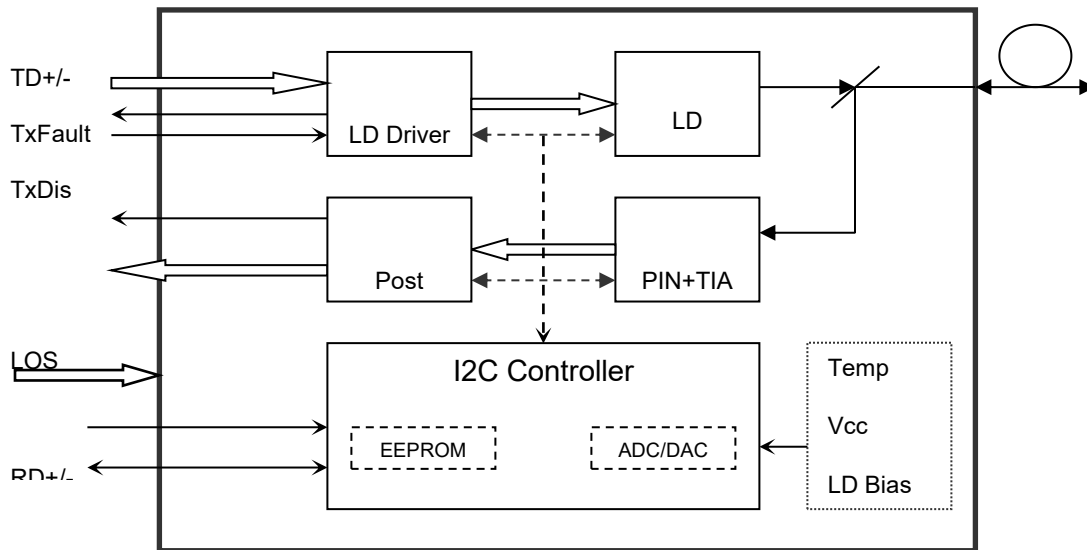 TD+/-
TxFault
TxDis
LOS
RD+/-
LD Driver
LD
Post
PIN+TIA
I2C Controller
EEPROM
ADC/DAC
Temp
Vcc
LD Bias